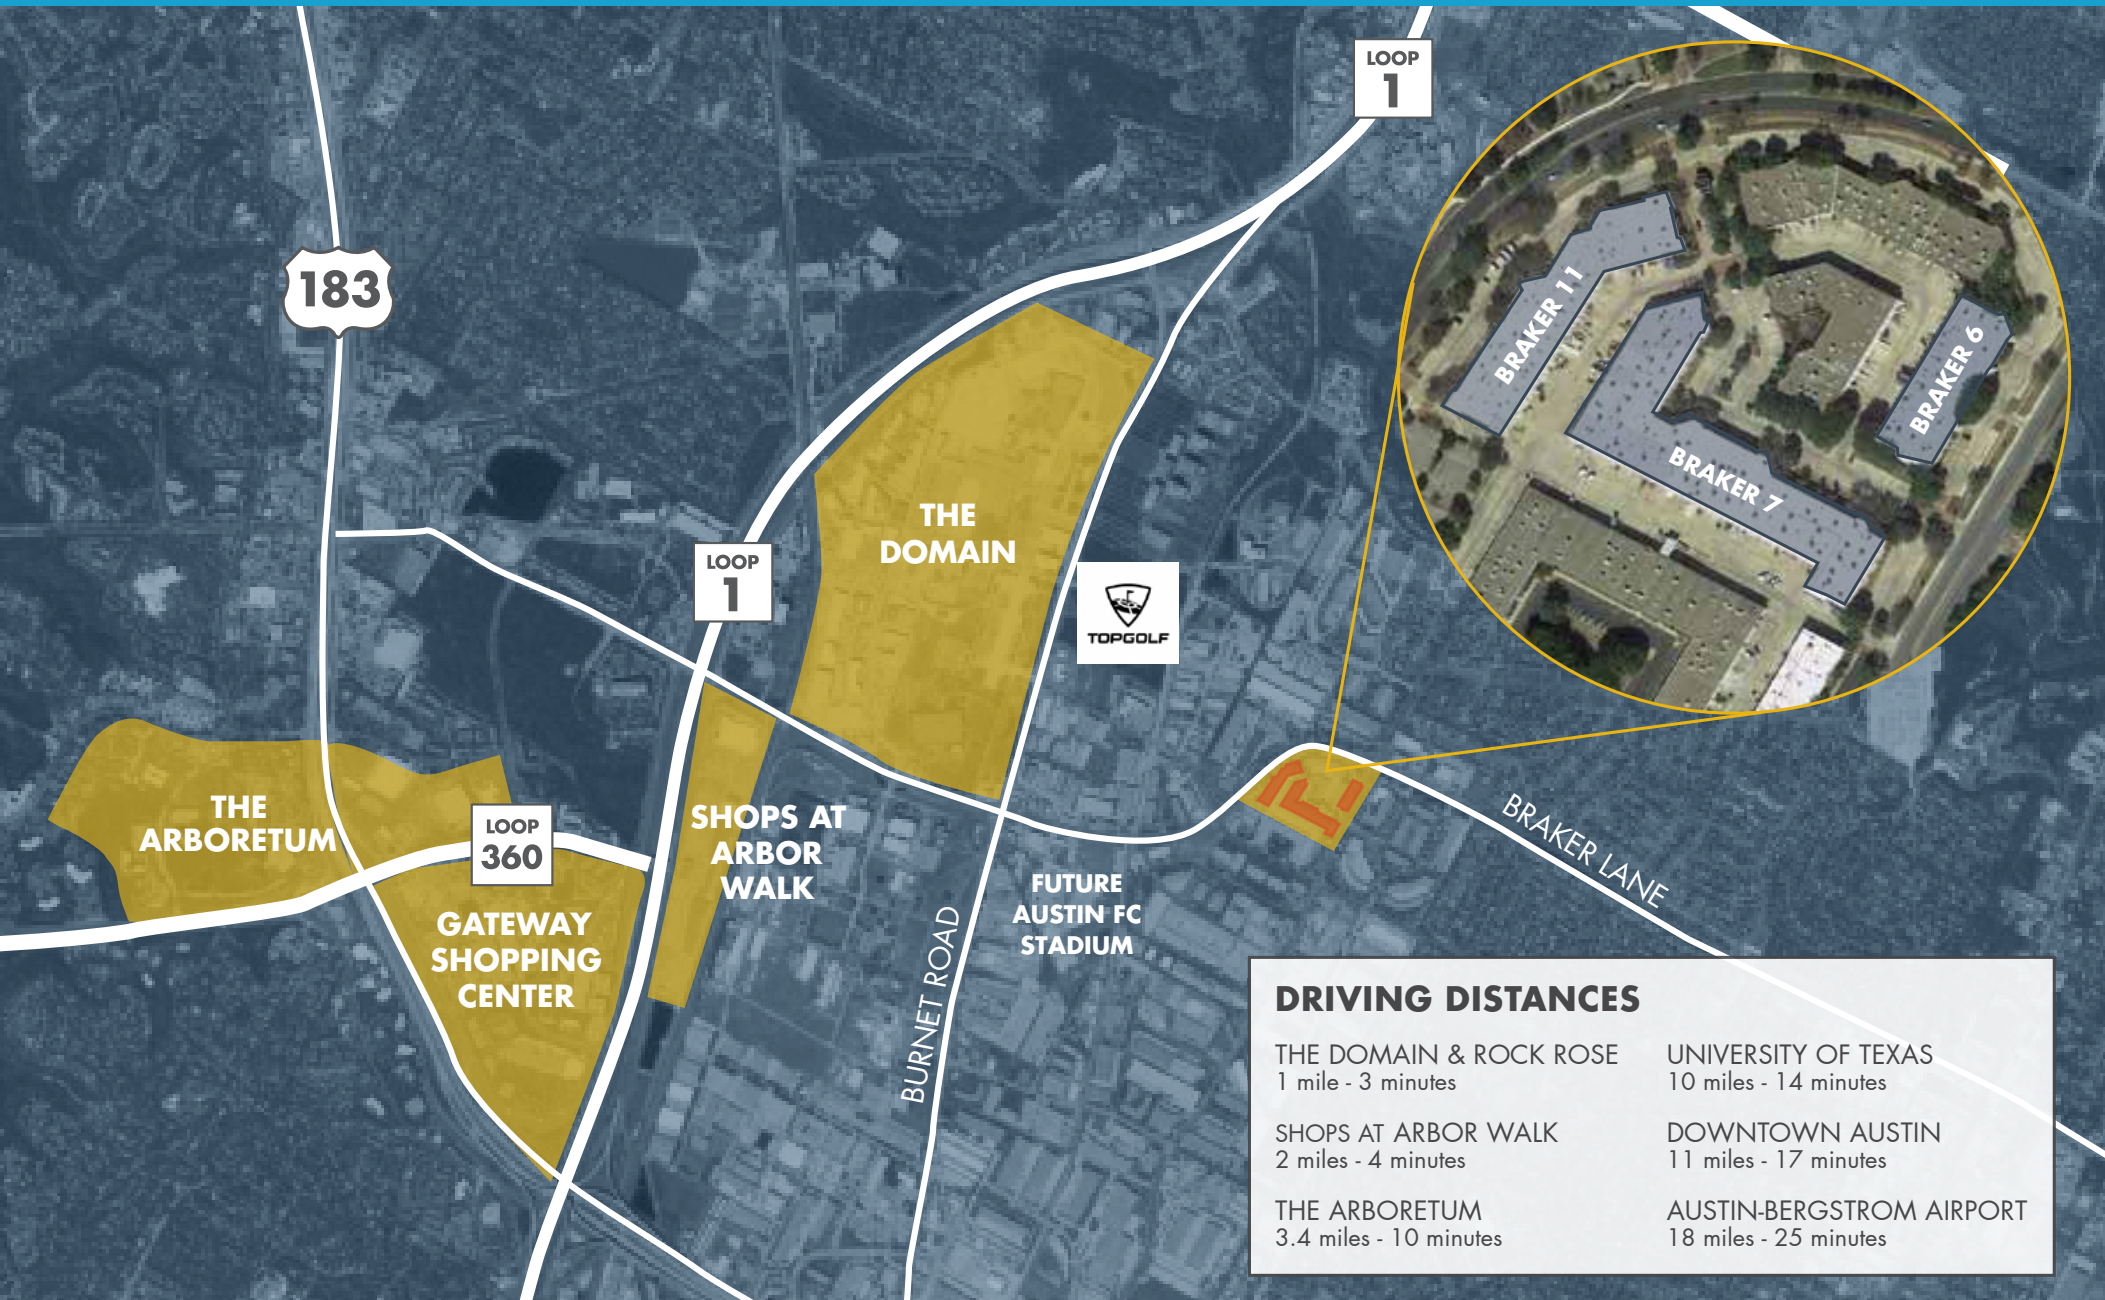 LOOP
1
183
BRAKER 11
BRAKER 6
BRAKER 7
THE
DOMAIN
LOOP
1
TOPGOLF
THE
ARBORETUM
LOOP
360
SHOPS AT
ARBOR
WALK
GATEWAY
SHOPPING
CENTER
FUTURE
AUSTIN FC
STADIUM
BURNET ROAD
BRAKER LANE
DRIVING DISTANCES
THE DOMAIN & ROCK ROSE
1 mile - 3 minutes
SHOPS AT ARBOR WALK
2 miles - 4 minutes
THE ARBORETUM
3.4 miles - 10 minutes
UNIVERSITY OF TEXAS
10 miles - 14 minutes
DOWNTOWN AUSTIN
11 miles - 17 minutes
AUSTIN-BERGSTROM AIRPORT
18 miles - 25 minutes